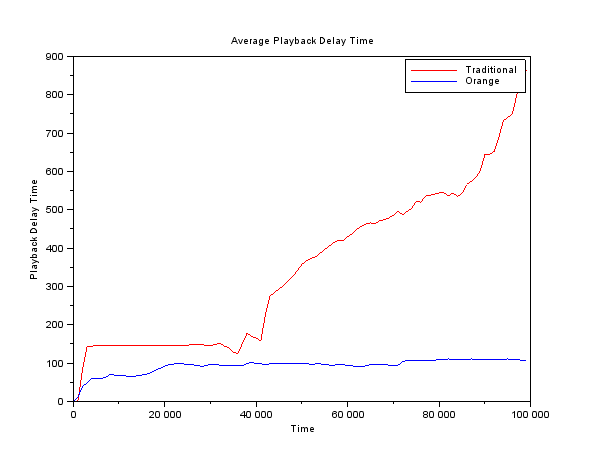 Average Playback Delay Time
900
800
700
600
500
400
300
200
100
0
Playback Delay Time
Traditional
Orange
0 20 000 40 000 60 000 80 000 100 000
Time